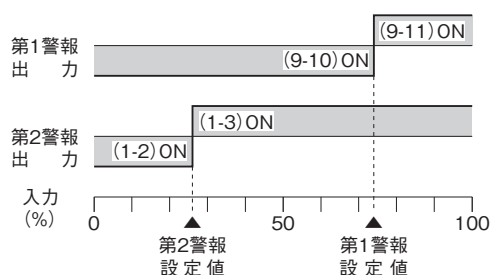 第1警報
出 力
(9-11) ON
(9-10) ON
第2警報
出 力
(1-3) ON
(1-2) ON
入力
(%)
0 50 100
第2警報
設 定 値
第1警報
設 定 値